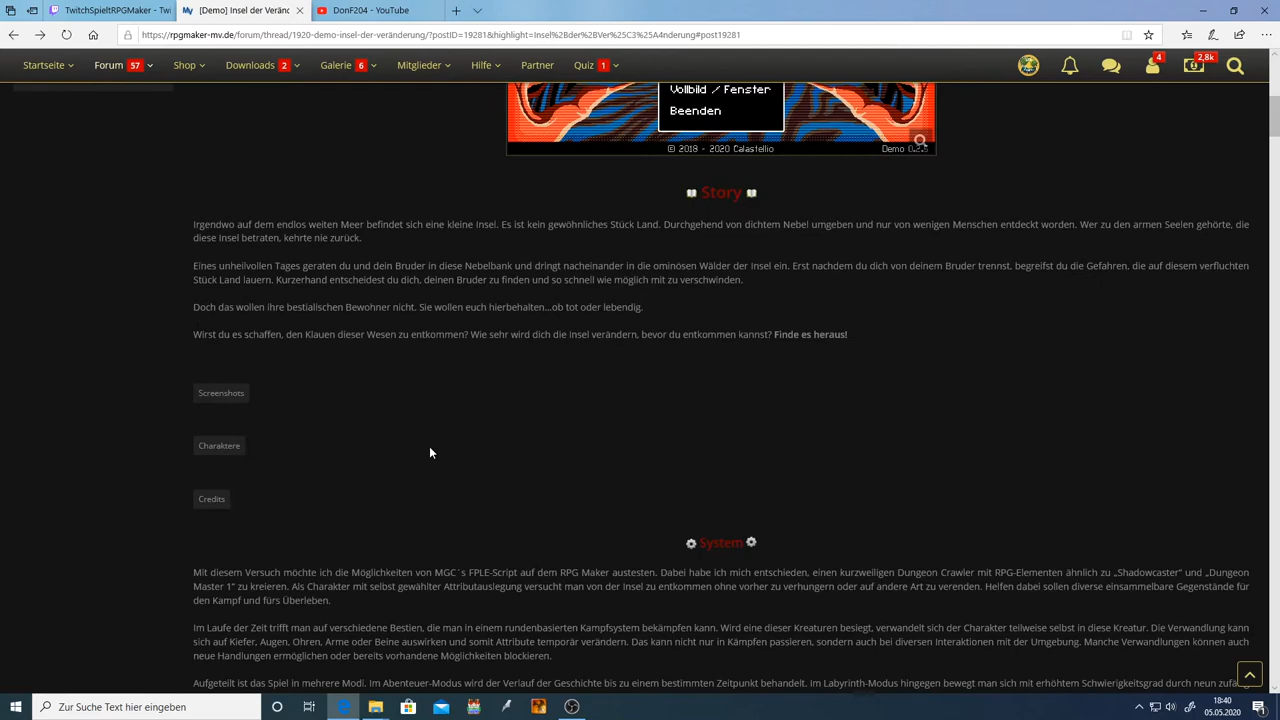 TwitchSpieltRPGMaker - Twi
[Demo] Insel der Veränd
DonF204 - YouTube
https://rpgmaker-mv.de/forum/thread/1920-demo-insel-der-veränderung/?postID=19281&highlight=Insel%2Bder%2BVer%25C3%25A4nderung#post19281
Startseite
Forum 57
Shop
Downloads 2
Galerie 6
Mitglieder
Hilfe
Partner
Quiz 1
4
2,8k
Vollbild / Fenster
Beenden
© 2018 - 2020 Calastellio
Demo
Story
Irgendwo auf dem endlos weiten Meer befindet sich eine kleine Insel. Es ist kein gewöhnliches Stück Land. Durchgehend von dichtem Nebel umgeben und nur von wenigen Menschen entdeckt worden. Wer zu den armen Seelen gehörte, die
diese Insel betraten, kehrte nie zurück.
Eines unheilvollen Tages geraten du und dein Bruder in diese Nebelbank und dringt nacheinander in die ominösen Wälder der Insel ein. Erst nachdem du dich von deinem Bruder trennst, begreifst du die Gefahren, die auf diesem verfluchten
Stück Land lauern. Kurzerhand entscheidest du dich, deinen Bruder zu finden und so schnell wie möglich mit zu verschwinden.
Doch das wollen ihre bestialischen Bewohner nicht. Sie wollen euch hierbehalten...ob tot oder lebendig.
Wirst du es schaffen, den Klauen dieser Wesen zu entkommen? Wie sehr wird dich die Insel verändern, bevor du entkommen kannst? Finde es heraus!
Screenshots
Charaktere
Credits
System
Mit diesem Versuch möchte ich die Möglichkeiten von MGC´s FPLE-Script auf dem RPG Maker austesten. Dabei habe ich mich entschieden, einen kurzweiligen Dungeon Crawler mit RPG-Elementen ähnlich zu „Shadowcaster" und „Dungeon
Master 1" zu kreieren. Als Charakter mit selbst gewählter Attributauslegung versucht man von der Insel zu entkommen ohne vorher zu verhungern oder auf andere Art zu verenden. Helfen dabei sollen diverse einsammelbare Gegenstände für
den Kampf und fürs Überleben.
Im Laufe der Zeit trifft man auf verschiedene Bestien, die man in einem rundenbasierten Kampfsystem bekämpfen kann. Wird eine dieser Kreaturen besiegt, verwandelt sich der Charakter teilweise selbst in diese Kreatur. Die Verwandlung kann
sich auf Kiefer, Augen, Ohren, Arme oder Beine auswirken und somit Attribute temporär verändern. Das kann nicht nur in Kämpfen passieren, sondern auch bei diversen Interaktionen mit der Umgebung. Manche Verwandlungen können auch
neue Handlungen ermöglichen oder bereits vorhandene Möglichkeiten blockieren.
Aufgeteilt ist das Spiel in mehrere Modi. Im Abenteuer-Modus wird der Verlauf der Geschichte bis zu einem bestimmten Zeitpunkt behandelt. Im Labyrinth-Modus hingegen bewegt man sich mit erhöhtem Schwierigkeitsgrad durch neun zufäl
Zur Suche Text hier eingeben
18:40
05.05.2020